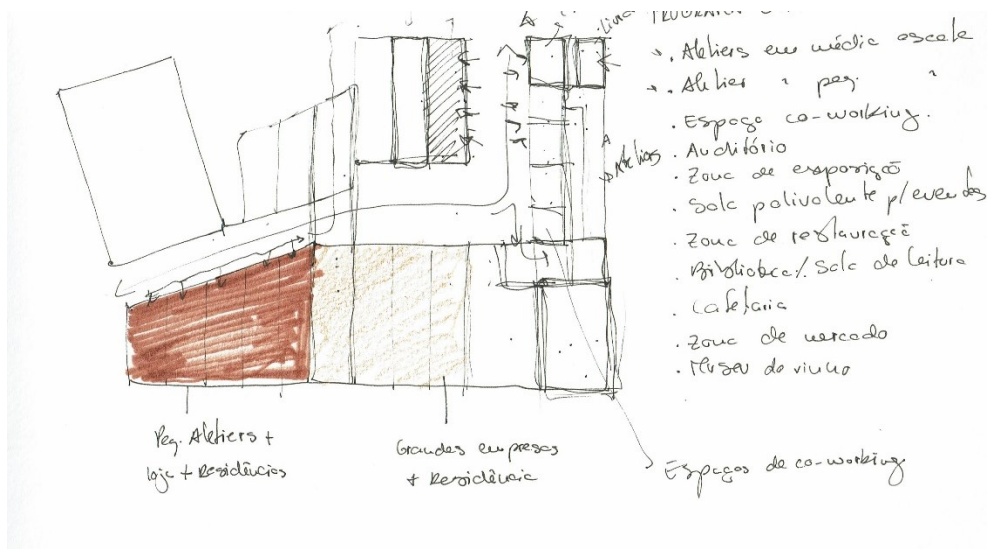 . Ateliers em média escala
. Atelier " peq. "
. Espaço co-working.
. Auditório
. Zona de exposição
. Sala polivalente p/ eventos
. Zona de restauração
. Biblioteca/ Sala de leitura
. Cafetaria
. Zona de mercado
. Museu do vinho
Ateliers
Peq. Ateliers +
loja + Residências
Grandes empresas
+ Residência
Espaços de co-working